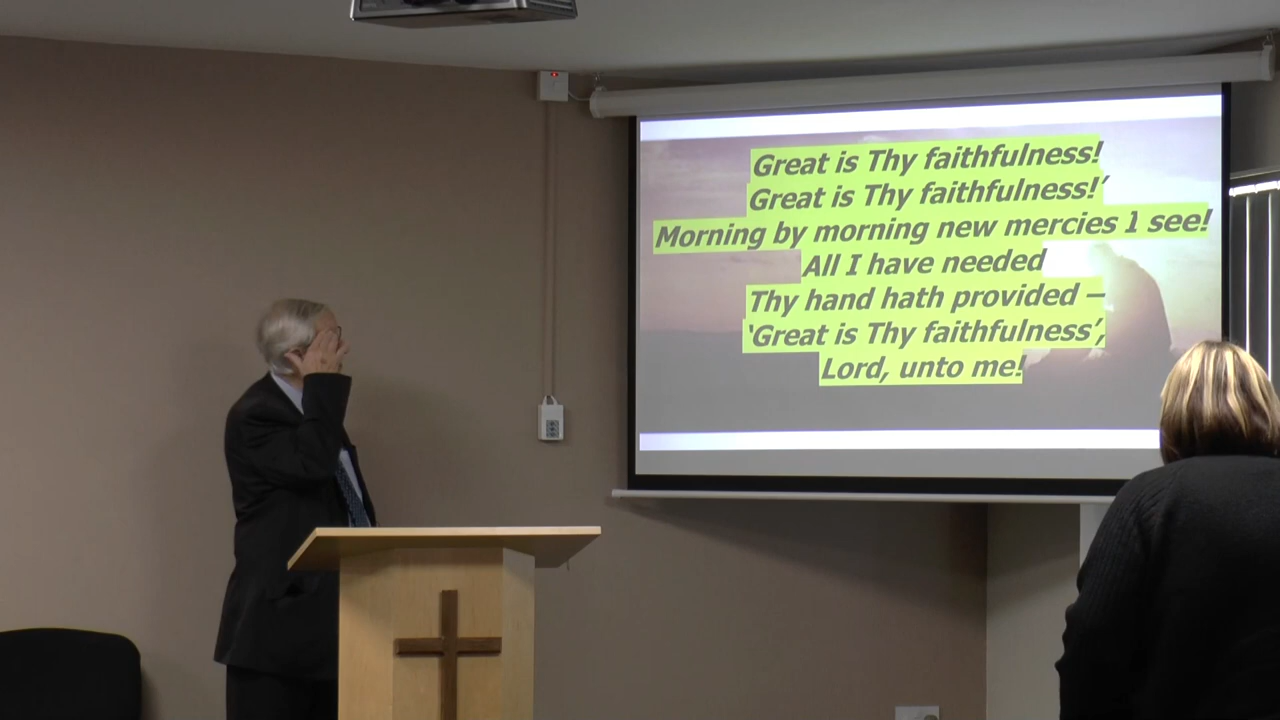 Great is Thy faithfulness!
Great is Thy faithfulness!’
Morning by morning new mercies 1 see!
All I have needed
Thy hand hath provided –
‘Great is Thy faithfulness’,
Lord, unto me!